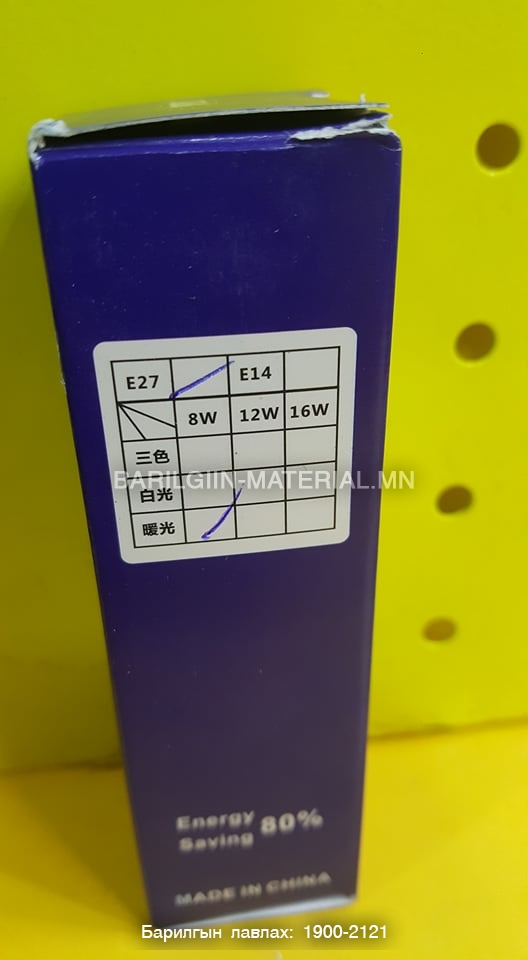 E27 E14
8W 12W 16W
三色
BARILGIIN-MATERIAL.MN
白光
暖光
Energy
Saving 80%
MADE IN CHINA
Барилгын лавлах: 1900-2121